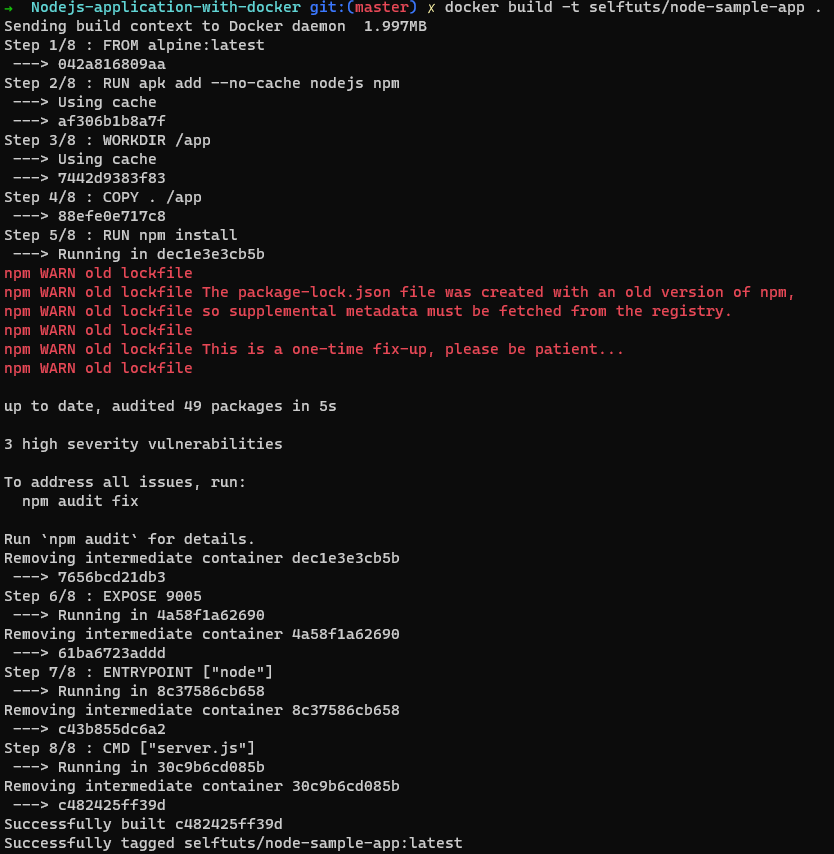 →  Nodejs-application-with-docker git:(master) ✗ docker build -t selftuts/node-sample-app .
Sending build context to Docker daemon  1.997MB
Step 1/8 : FROM alpine:latest
 ---> 042a816809aa
Step 2/8 : RUN apk add --no-cache nodejs npm
 ---> Using cache
 ---> af306b1b8a7f
Step 3/8 : WORKDIR /app
 ---> Using cache
 ---> 7442d9383f83
Step 4/8 : COPY . /app
 ---> 88efe0e717c8
Step 5/8 : RUN npm install
 ---> Running in dec1e3e3cb5b
npm WARN old lockfile
npm WARN old lockfile The package-lock.json file was created with an old version of npm,
npm WARN old lockfile so supplemental metadata must be fetched from the registry.
npm WARN old lockfile
npm WARN old lockfile This is a one-time fix-up, please be patient...
npm WARN old lockfile
up to date, audited 49 packages in 5s
3 high severity vulnerabilities
To address all issues, run:
  npm audit fix
Run `npm audit` for details.
Removing intermediate container dec1e3e3cb5b
 ---> 7656bcd21db3
Step 6/8 : EXPOSE 9005
 ---> Running in 4a58f1a62690
Removing intermediate container 4a58f1a62690
 ---> 61ba6723addd
Step 7/8 : ENTRYPOINT ["node"]
 ---> Running in 8c37586cb658
Removing intermediate container 8c37586cb658
 ---> c43b855dc6a2
Step 8/8 : CMD ["server.js"]
 ---> Running in 30c9b6cd085b
Removing intermediate container 30c9b6cd085b
 ---> c482425ff39d
Successfully built c482425ff39d
Successfully tagged selftuts/node-sample-app:latest